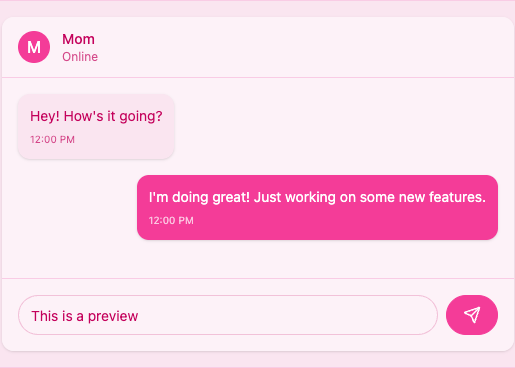 M
Mom
Online
Hey! How's it going?
12:00 PM
I'm doing great! Just working on some new features.
12:00 PM
This is a preview